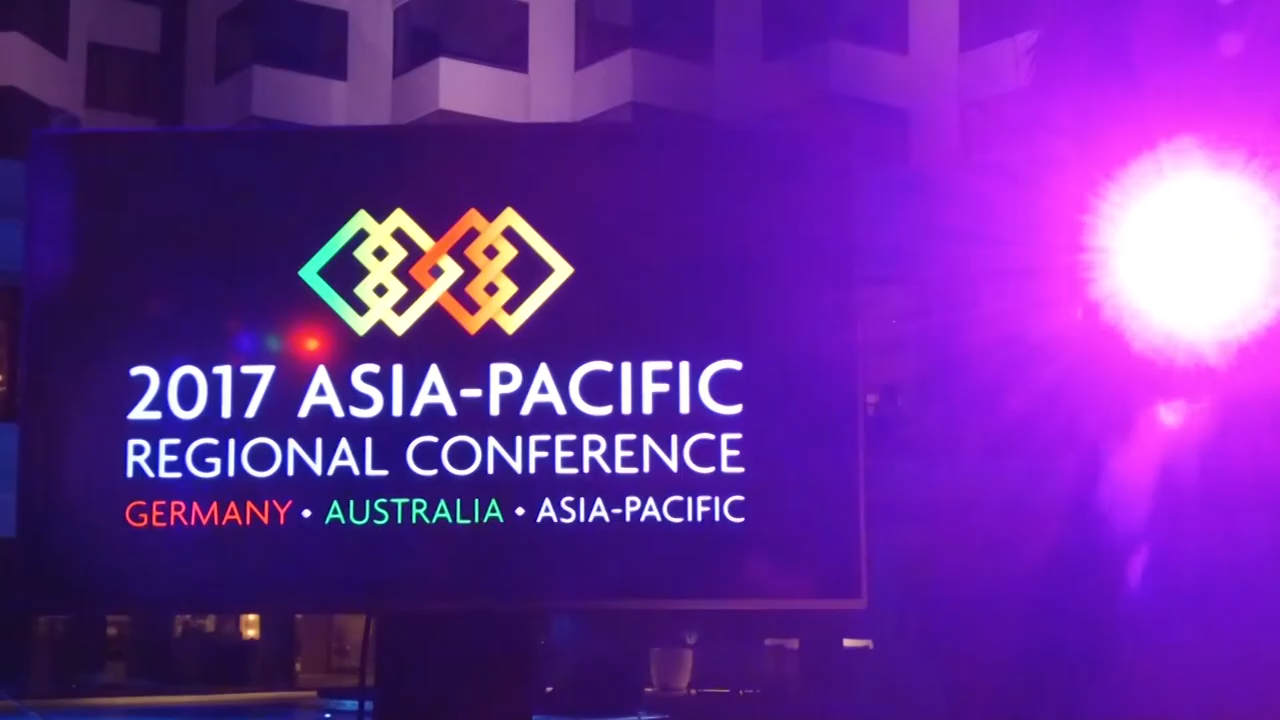 2017 ASIA-PACIFIC
REGIONAL CONFERENCE
GERMANY • AUSTRALIA • ASIA-PACIFIC